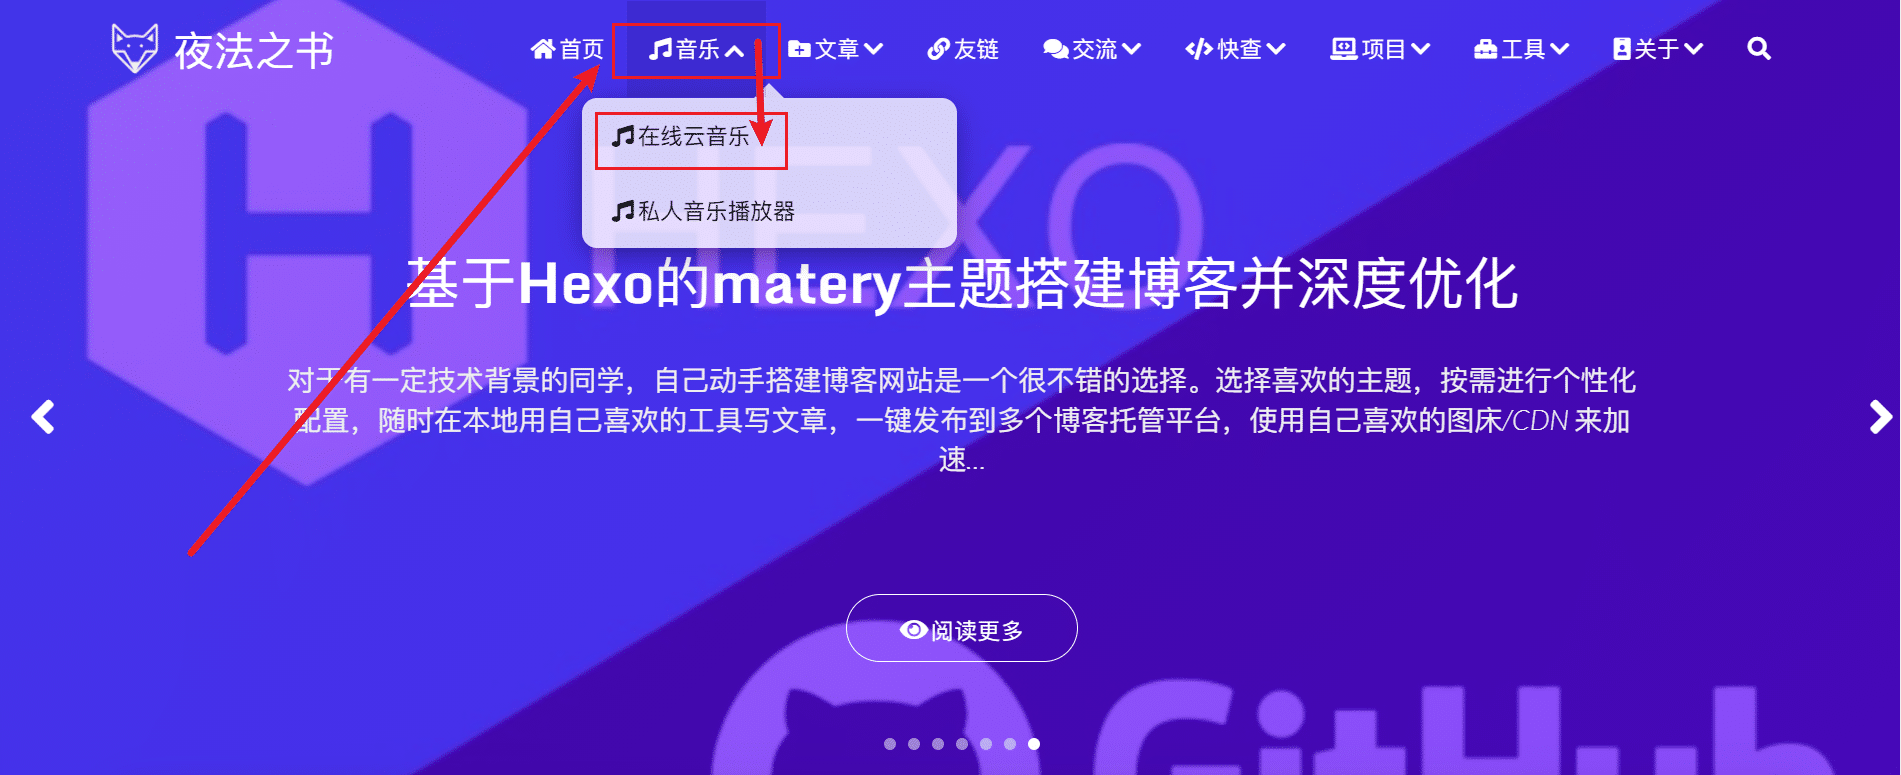 夜法之书
首页 音乐 文章 友链 交流 快查 项目 工具 关于
在线云音乐
私人音乐播放器
HEXO
基于Hexo的matery主题搭建博客并深度优化
对于有一定技术背景的同学，自己动手搭建博客网站是一个很不错的选择。选择喜欢的主题，按需进行个性化
配置，随时在本地用自己喜欢的工具写文章，一键发布到多个博客托管平台，使用自己喜欢的图床/CDN 来加
速...
阅读更多
GitHub